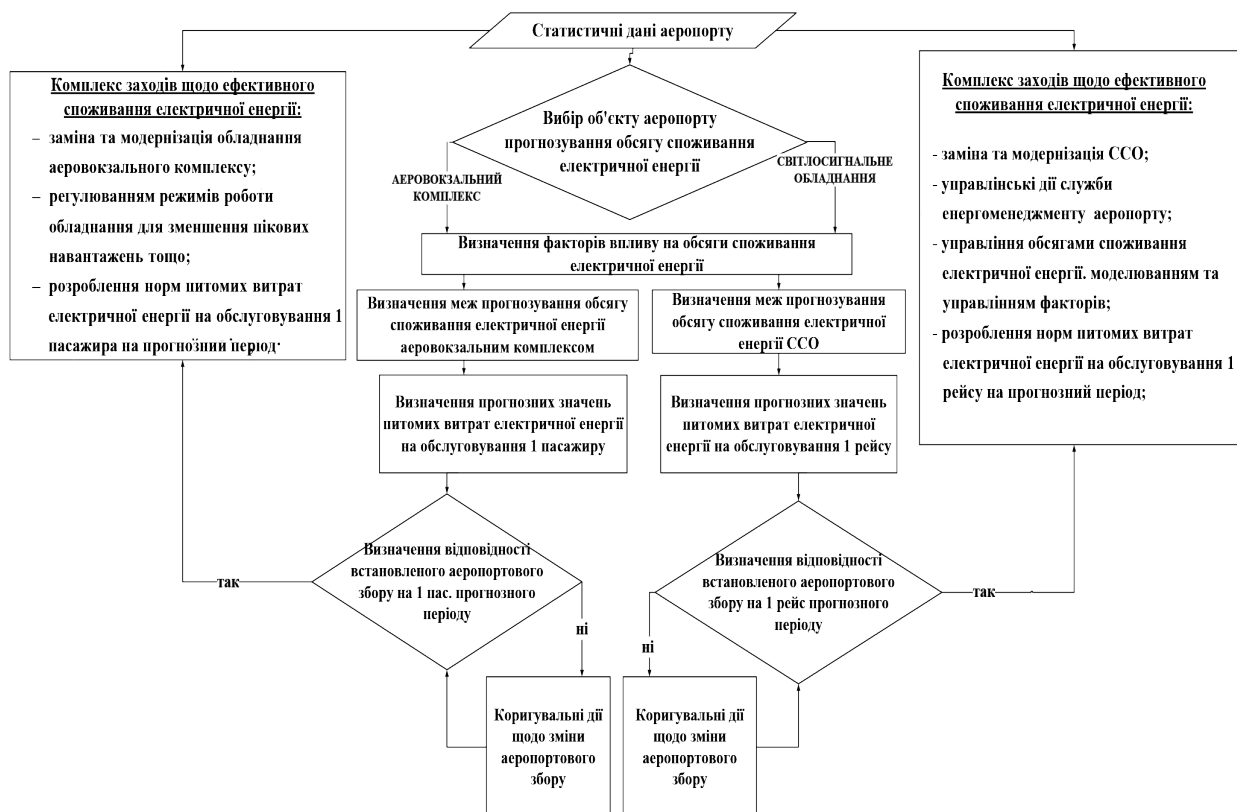 Статистичні дані аеропорту
Комплекс заходів щодо ефективного
споживання електричної енергії:
– заміна та модернізація обладнання
аеровокзального комплексу;
– регулюванням режимів роботи
обладнання для зменшення пікових
навантажень тощо;
– розроблення норм питомих витрат
електричної енергії на обслуговування 1
пасажира на прогнозний період.
Вибір об'єкту аеропорту
прогнозування обсягу споживання
електричної енергії
АЕРОВОКЗАЛЬНИЙ
КОМПЛЕКС
СВІТЛОСИГНАЛЬНЕ
ОБЛАДНАННЯ
Комплекс заходів щодо ефективного
споживання електричної енергії:
- заміна та модернізація ССО;
- управлінські дії служби
енергоменеджменту аеропорту;
- управління обсягами споживання
електричної енергії. моделюванням та
управлінням факторів;
- розроблення норм питомих витрат
електричної енергії на обслуговування 1
рейсу на прогнозний період;
Визначення факторів впливу на обсяги споживання
електричної енергії
Визначення меж прогнозування обсягу
споживання електричної енергії
аеровокзальним комплексом
Визначення меж прогнозування
обсягу споживання електричної
енергії ССО
Визначення прогнозних значень
питомих витрат електричної енергії
на обслуговування 1 пасажиру
Визначення прогнозних значень
питомих витрат електричної
енергії на обслуговування 1 рейсу
Визначення відповідності
встановленого аеропортового
збору на 1 пас. прогнозного
періоду
так
ні
Визначення відповідності
встановленого аеропортового
збору на 1 рейс прогнозного
періоду
так
ні
Коригувальні дії
щодо зміни
аеропортового
збору
Коригувальні дії
щодо зміни
аеропортового
збору